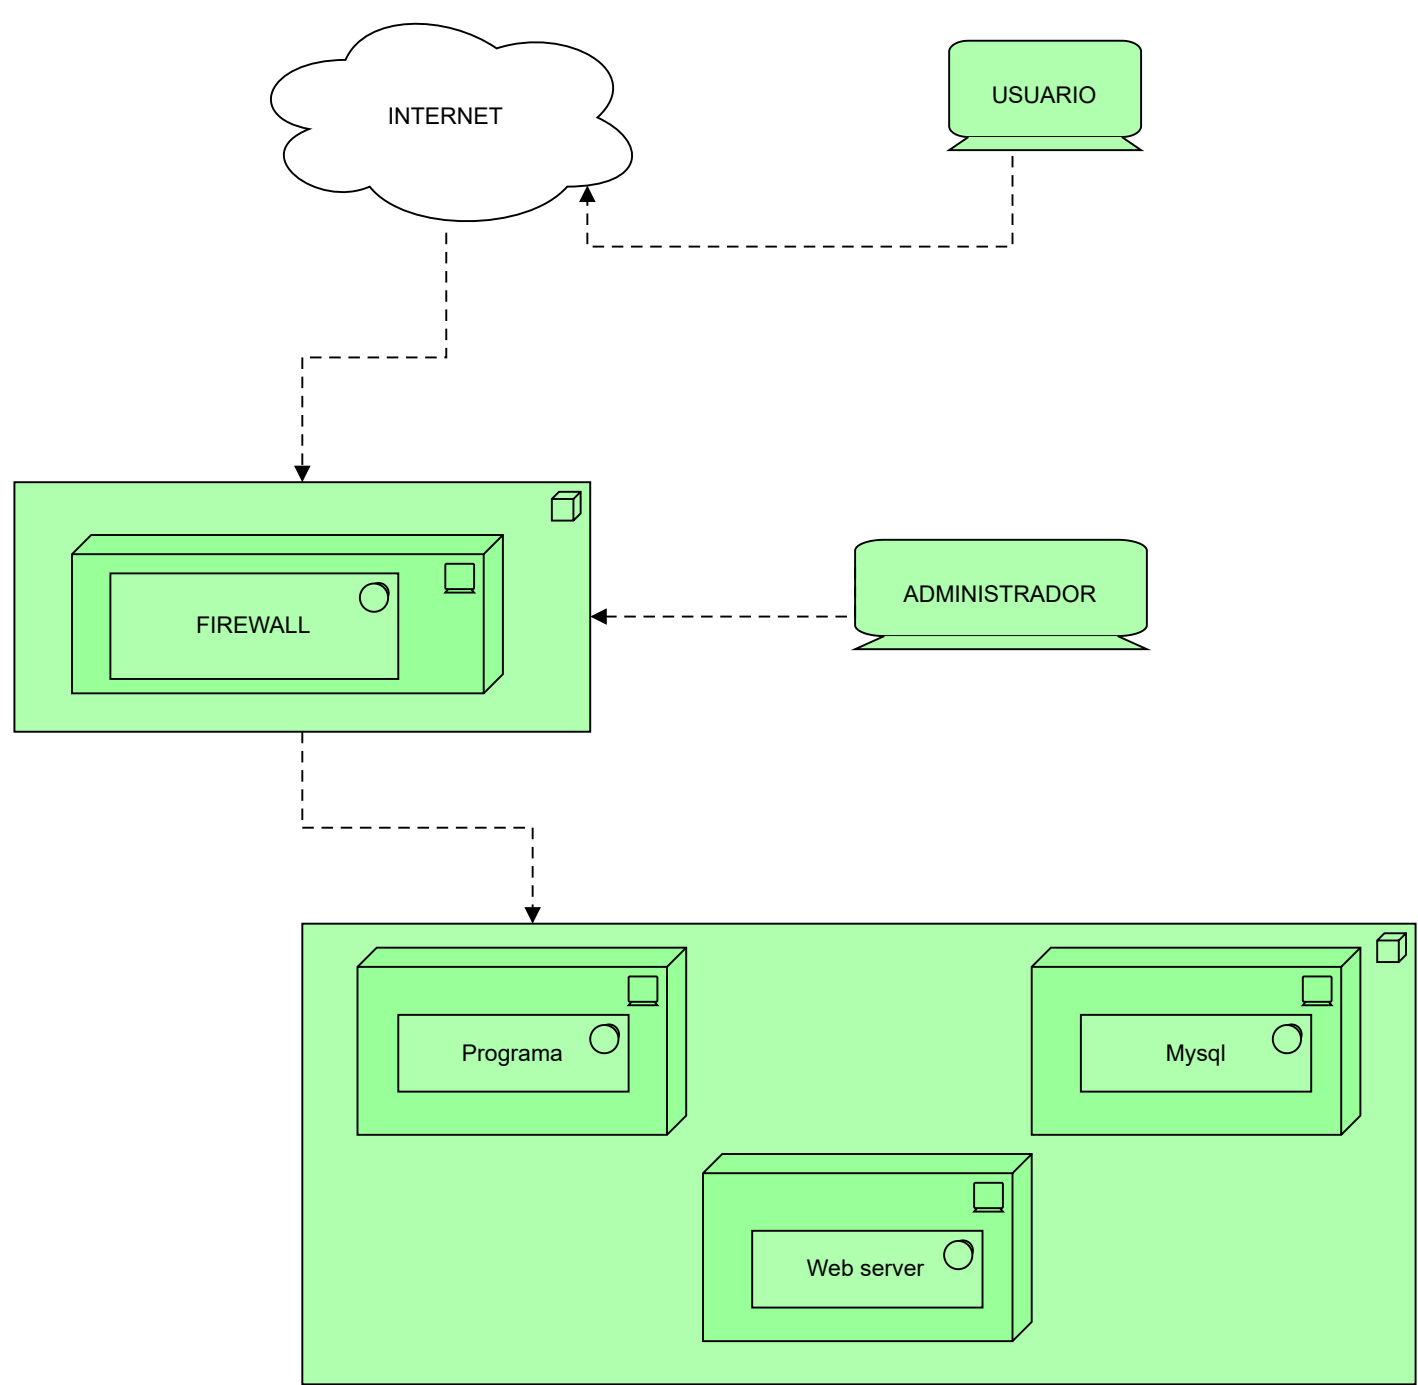 INTERNET
USUARIO
FIREWALL
ADMINISTRADOR
Programa
Mysql
Web server